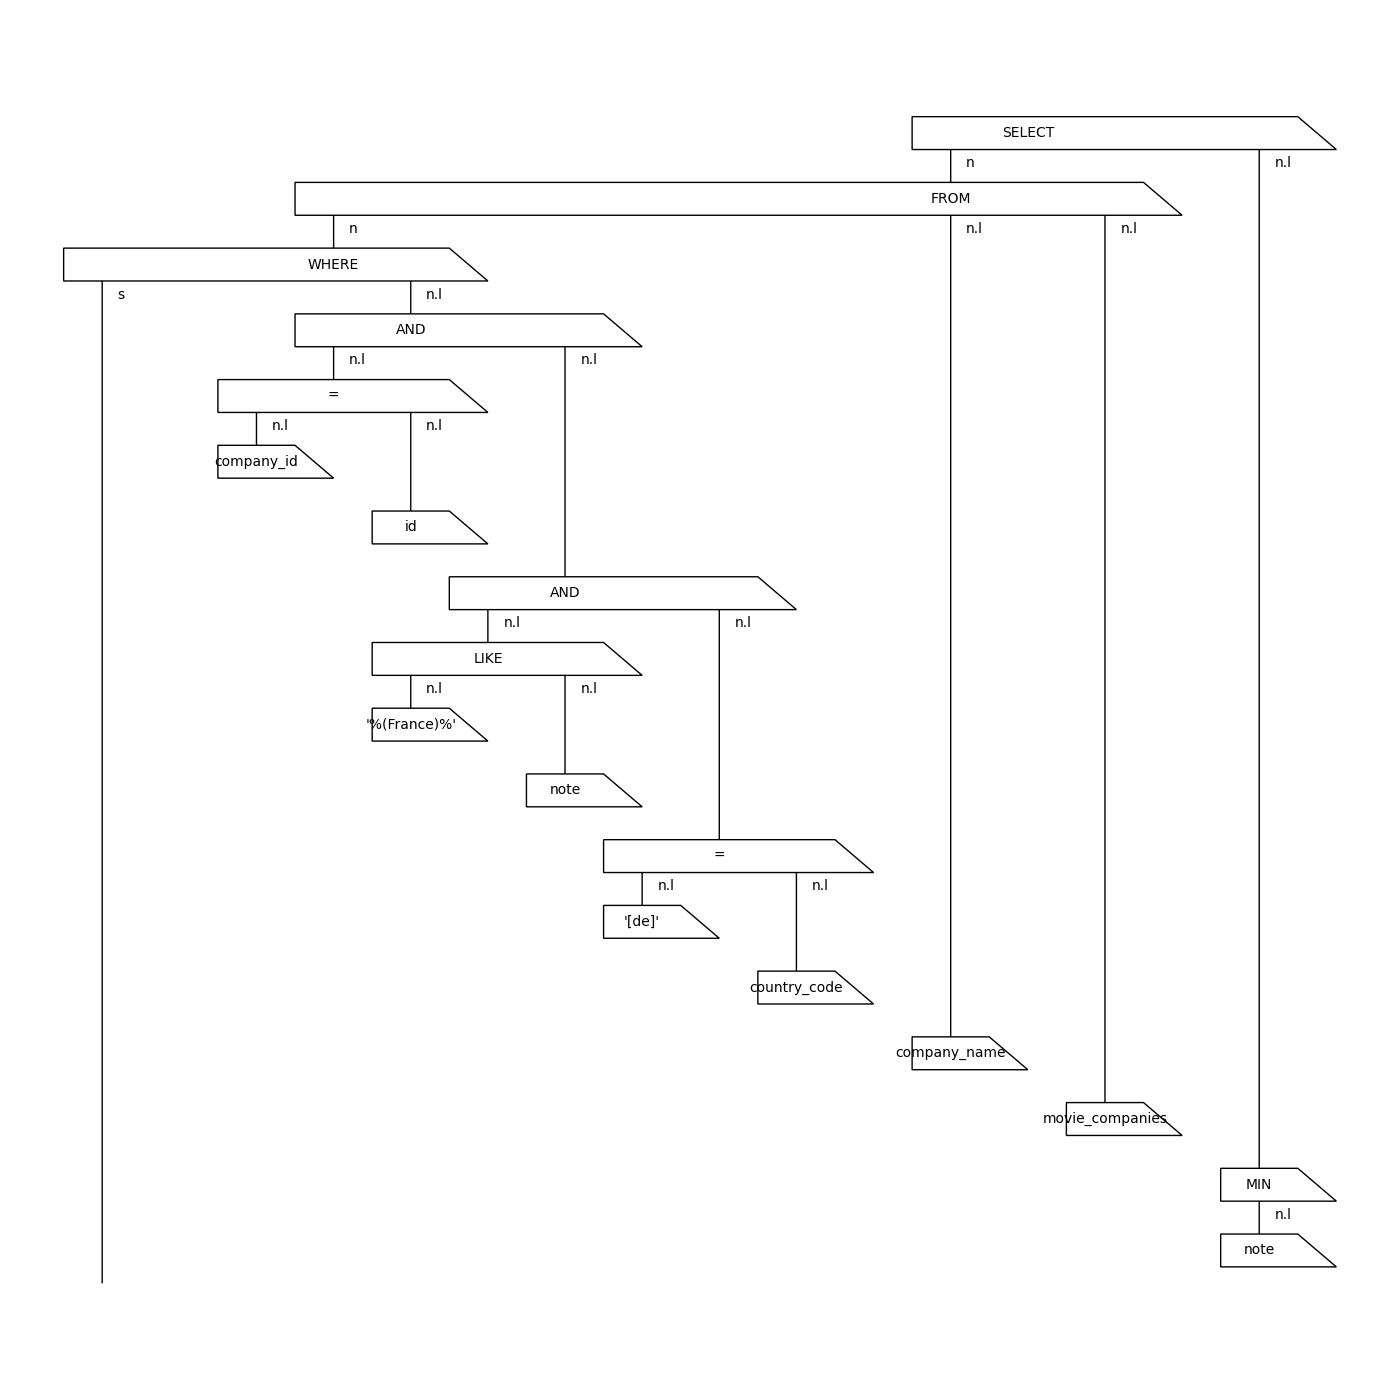 SELECT
n n.l
FROM
n n.l n.l
WHERE
s n.l
AND
n.l n.l
=
n.l n.l
company_id
id
AND
n.l n.l
LIKE
n.l n.l
'%(France)%'
note
=
n.l n.l
'[de]'
country_code
company_name
movie_companies
MIN
n.l
note